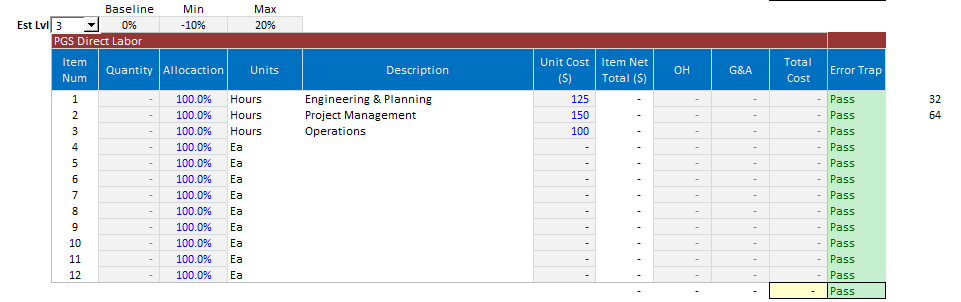 Baseline Min Max
Est Lvl 3 0% -10% 20%
PGS Direct Labor
Item Num Quantity Allocaction Units Description Unit Cost ($) Item Net Total ($) OH G&A Total Cost Error Trap
1 - 100.0% Hours Engineering & Planning 125 - - - - Pass 32
2 - 100.0% Hours Project Management 150 - - - - Pass 64
3 - 100.0% Hours Operations 100 - - - - Pass
4 - 100.0% Ea - - - - - Pass
5 - 100.0% Ea - - - - - Pass
6 - 100.0% Ea - - - - - Pass
7 - 100.0% Ea - - - - - Pass
8 - 100.0% Ea - - - - - Pass
9 - 100.0% Ea - - - - - Pass
10 - 100.0% Ea - - - - - Pass
11 - 100.0% Ea - - - - - Pass
12 - 100.0% Ea - - - - - Pass
- - - - Pass